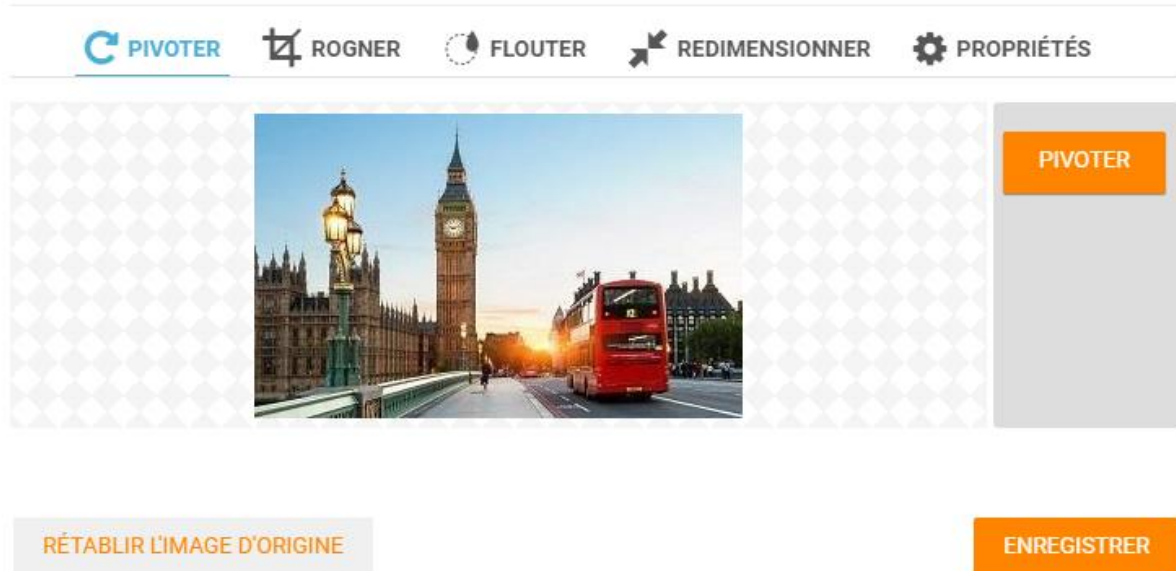 PIVOTER ROGNER FLOUTER REDIMENSIONNER PROPRIÉTÉS
PIVOTER
RÉTABLIR L'IMAGE D'ORIGINE ENREGISTRER